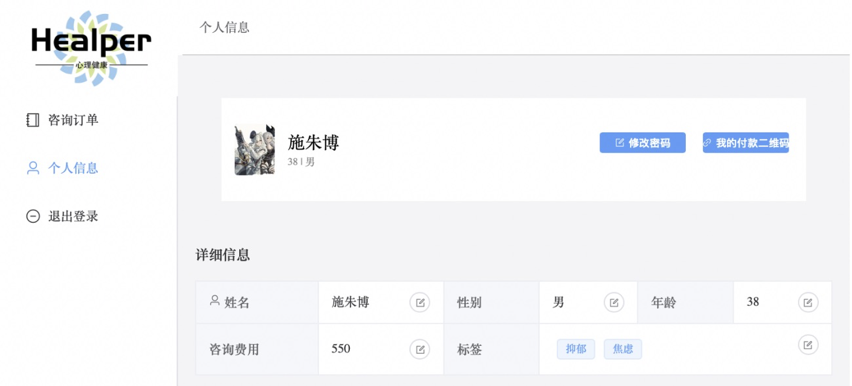 Healper
心理健康
个人信息
咨询订单
个人信息
退出登录
施朱博
38 | 男
修改密码
我的付款二维码
详细信息
姓名 施朱博 性别 男 年龄 38
咨询费用 550 标签 抑郁 焦虑